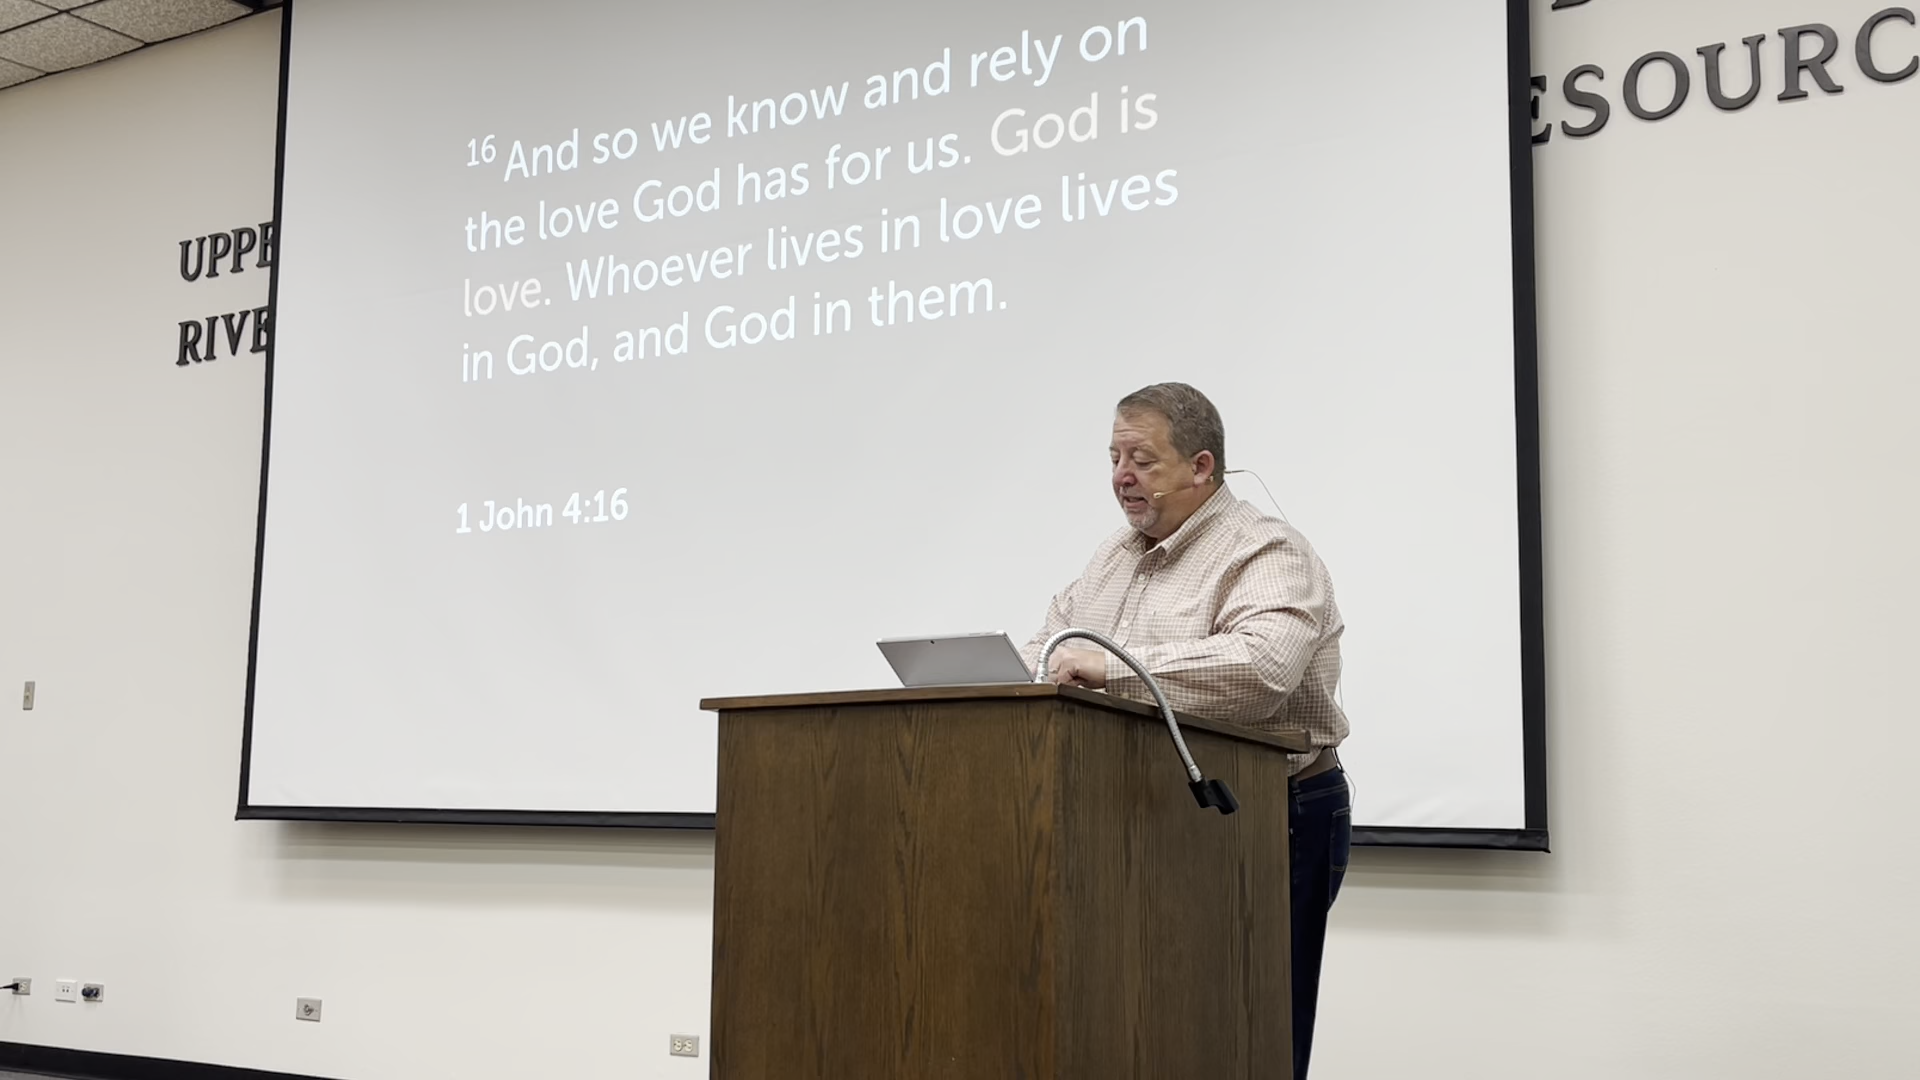 16 And so we know and rely on
the love God has for us. God is
love. Whoever lives in love lives
in God, and God in them.
1 John 4:16
UPPE
RIVE
ESOURC